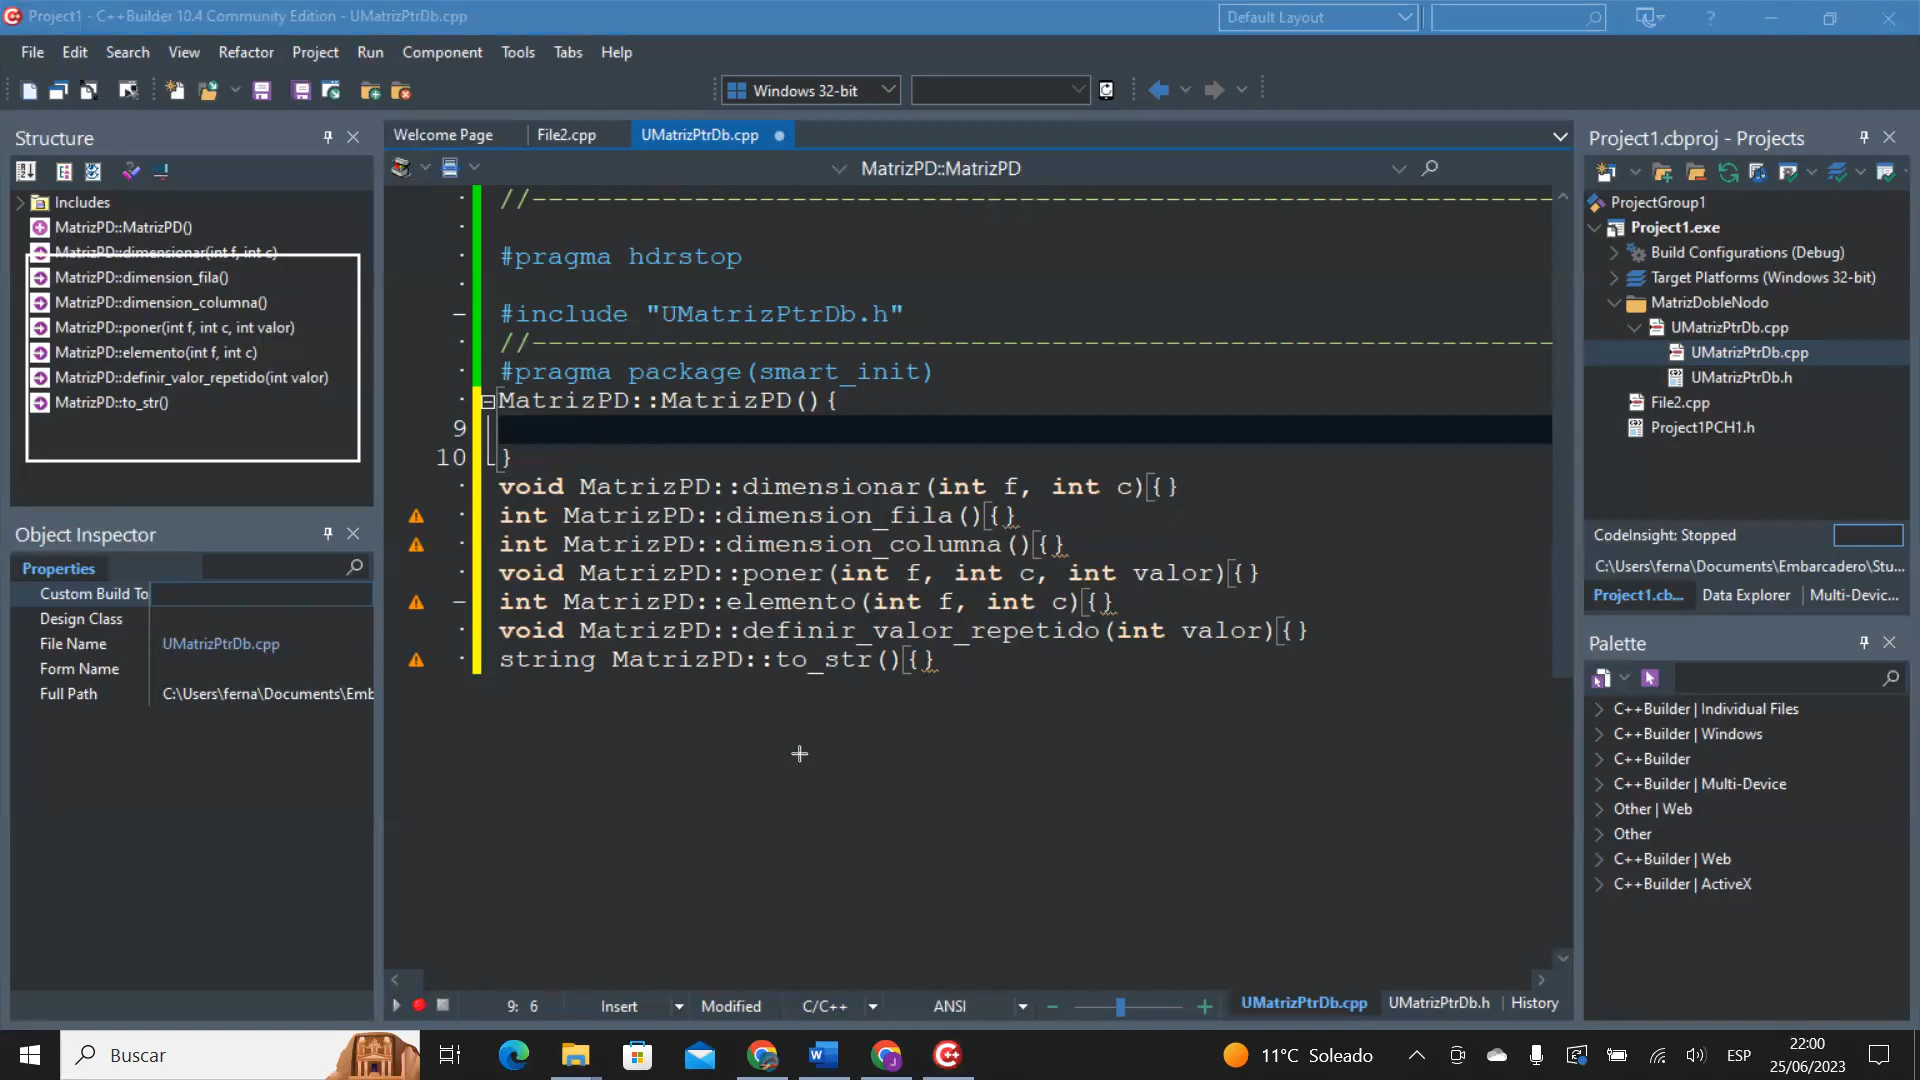 Project1 - C++Builder 10.4 Community Edition - UMatrizPtrDb.cpp
Default Layout
File Edit Search View Refactor Project Run Component Tools Tabs Help
Windows 32-bit
Structure
Includes
MatrizPD::MatrizPD()
MatrizPD::dimensionar(int f, int c)
MatrizPD::dimension_fila()
MatrizPD::dimension_columna()
MatrizPD::poner(int f, int c, int valor)
MatrizPD::elemento(int f, int c)
MatrizPD::definir_valor_repetido(int valor)
MatrizPD::to_str()
Object Inspector
Properties
Custom Build To
Design Class
File Name UMatrizPtrDb.cpp
Form Name
Full Path C:\Users\ferna\Documents\Emb
Welcome Page File2.cpp UMatrizPtrDb.cpp
MatrizPD::MatrizPD
//---------------------------------------------------------------
#pragma hdrstop
#include "UMatrizPtrDb.h"
//---------------------------------------------------------------
#pragma package(smart_init)
MatrizPD::MatrizPD(){
9
10 }
void MatrizPD::dimensionar(int f, int c){}
int MatrizPD::dimension_fila(){}
int MatrizPD::dimension_columna(){}
void MatrizPD::poner(int f, int c, int valor){}
int MatrizPD::elemento(int f, int c){}
void MatrizPD::definir_valor_repetido(int valor){}
string MatrizPD::to_str(){}
9: 6 Insert Modified C/C++ ANSI UMatrizPtrDb.cpp UMatrizPtrDb.h History
Project1.cbproj - Projects
ProjectGroup1
Project1.exe
Build Configurations (Debug)
Target Platforms (Windows 32-bit)
MatrizDobleNodo
UMatrizPtrDb.cpp
UMatrizPtrDb.cpp
UMatrizPtrDb.h
File2.cpp
Project1PCH1.h
CodeInsight: Stopped
C:\Users\ferna\Documents\Embarcadero\Stu...
Project1.cb... Data Explorer Multi-Devic...
Palette
C++Builder | Individual Files
C++Builder | Windows
C++Builder
C++Builder | Multi-Device
Other | Web
Other
C++Builder | Web
C++Builder | ActiveX
Buscar
11°C Soleado
ESP
22:00
25/06/2023